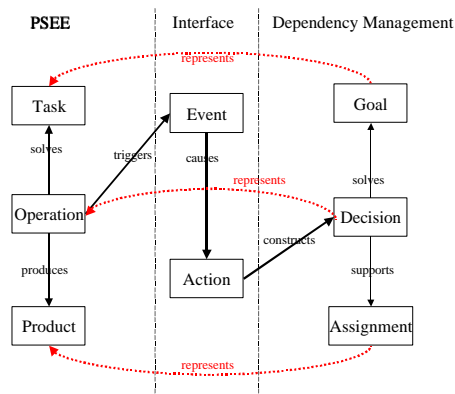 PSEE
Interface
Dependency Management
represents
Task
Event
Goal
solves
triggers
causes
represents
solves
Operation
Decision
constructs
produces
Action
supports
Product
Assignment
represents